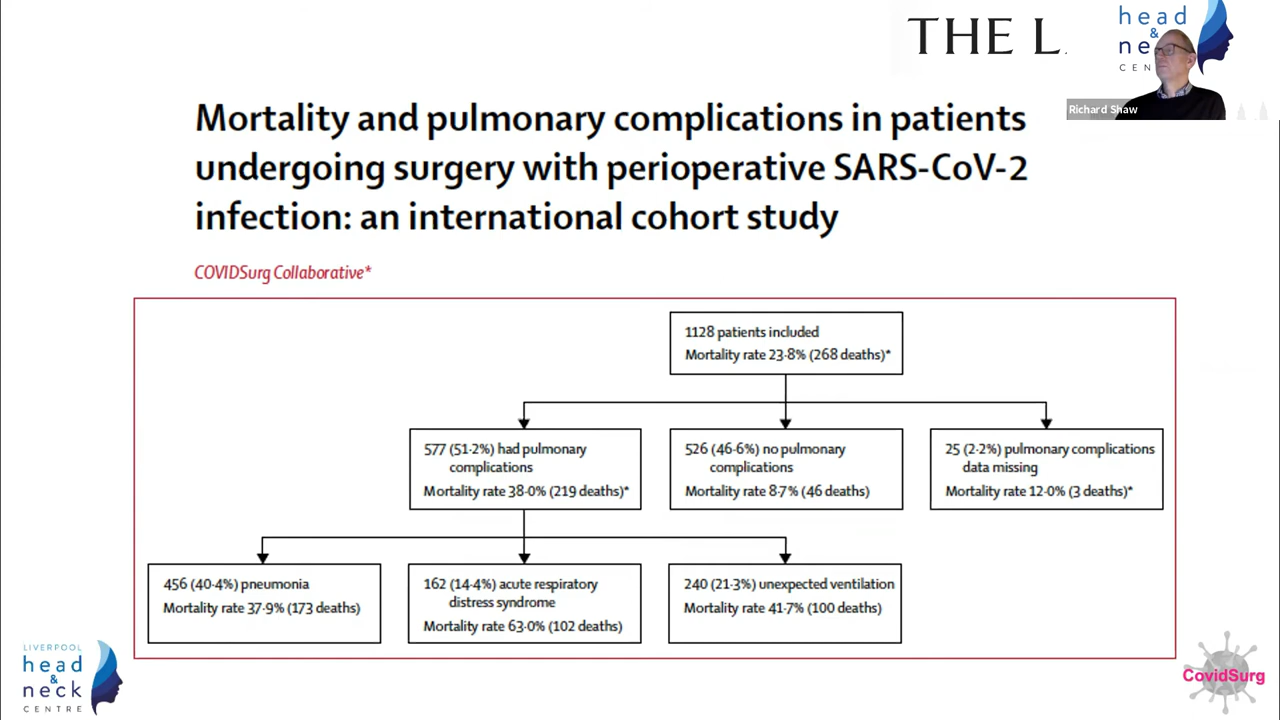 THE L
head
&
ne
CEN
Richard Shaw
Mortality and pulmonary complications in patients
undergoing surgery with perioperative SARS-CoV-2
infection: an international cohort study
COVIDSurg Collaborative*
1128 patients included
Mortality rate 23·8% (268 deaths)*
577 (51·2%) had pulmonary
complications
Mortality rate 38·0% (219 deaths)*
526 (46·6%) no pulmonary
complications
Mortality rate 8·7% (46 deaths)
25 (2·2%) pulmonary complications
data missing
Mortality rate 12·0% (3 deaths)*
456 (40·4%) pneumonia
Mortality rate 37·9% (173 deaths)
162 (14·4%) acute respiratory
distress syndrome
Mortality rate 63·0% (102 deaths)
240 (21·3%) unexpected ventilation
Mortality rate 41·7% (100 deaths)
LIVERPOOL
head
&
neck
CENTRE
CovidSurg